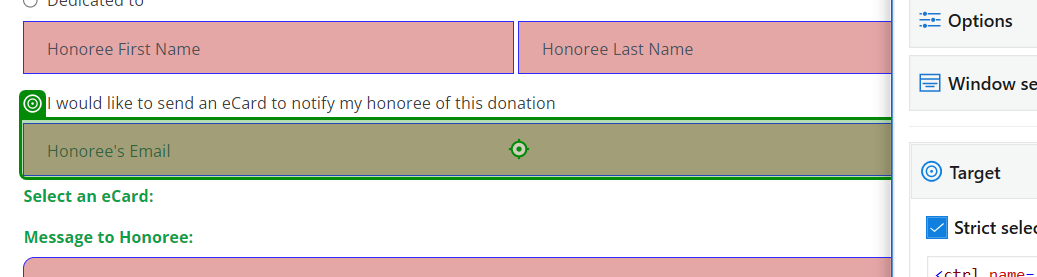 Dedicated to
Options
Honoree First Name
Honoree Last Name
Window se
I would like to send an eCard to notify my honoree of this donation
Honoree's Email
Target
Select an eCard:
Strict selec
Message to Honoree:
<ctrl name=